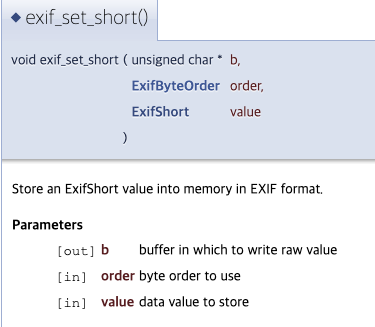 ◆ exif_set_short()
void exif_set_short ( unsigned char * b,
ExifByteOrder order,
ExifShort value
)
Store an ExifShort value into memory in EXIF format.
Parameters
[out] b buffer in which to write raw value
[in] order byte order to use
[in] value data value to store